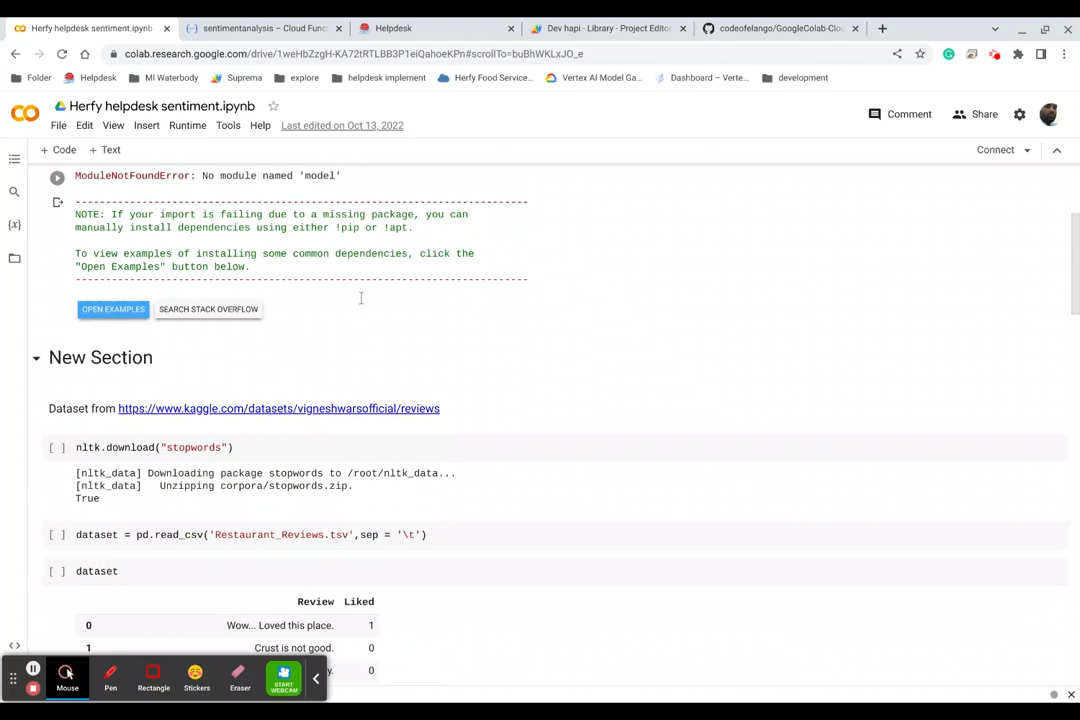 Herfy helpdesk sentiment.ipynb
sentimentanalysis – Cloud Func
Helpdesk
Dev hapi - Library - Project Editor
codeofelango/GoogleColab-Clou
colab.research.google.com/drive/1weHbZzgH-KA72tRTLBB3P1eiQahoeKPn#scrollTo=buBhWKLxJO_e
Folder
Helpdesk
MI Waterbody
Suprema
explore
helpdesk implement
Herfy Food Service...
Vertex AI Model Ga...
Dashboard – Verte...
development
Herfy helpdesk sentiment.ipynb
Comment
Share
File Edit View Insert Runtime Tools Help Last edited on Oct 13, 2022
+ Code + Text
Connect
ModuleNotFoundError: No module named 'model'
---------------------------------------------------------------------------
NOTE: If your import is failing due to a missing package, you can
manually install dependencies using either !pip or !apt.
To view examples of installing some common dependencies, click the
"Open Examples" button below.
---------------------------------------------------------------------------
OPEN EXAMPLES SEARCH STACK OVERFLOW
New Section
Dataset from https://www.kaggle.com/datasets/vigneshwarsofficial/reviews
[ ] nltk.download("stopwords")
[nltk_data] Downloading package stopwords to /root/nltk_data...
[nltk_data]   Unzipping corpora/stopwords.zip.
True
[ ] dataset = pd.read_csv('Restaurant_Reviews.tsv',sep = '\t')
[ ] dataset
Review Liked
0 Wow... Loved this place. 1
1 Crust is not good. 0
y. 0
Mouse
Pen
Rectangle
Stickers
Eraser
START
WEBCAM